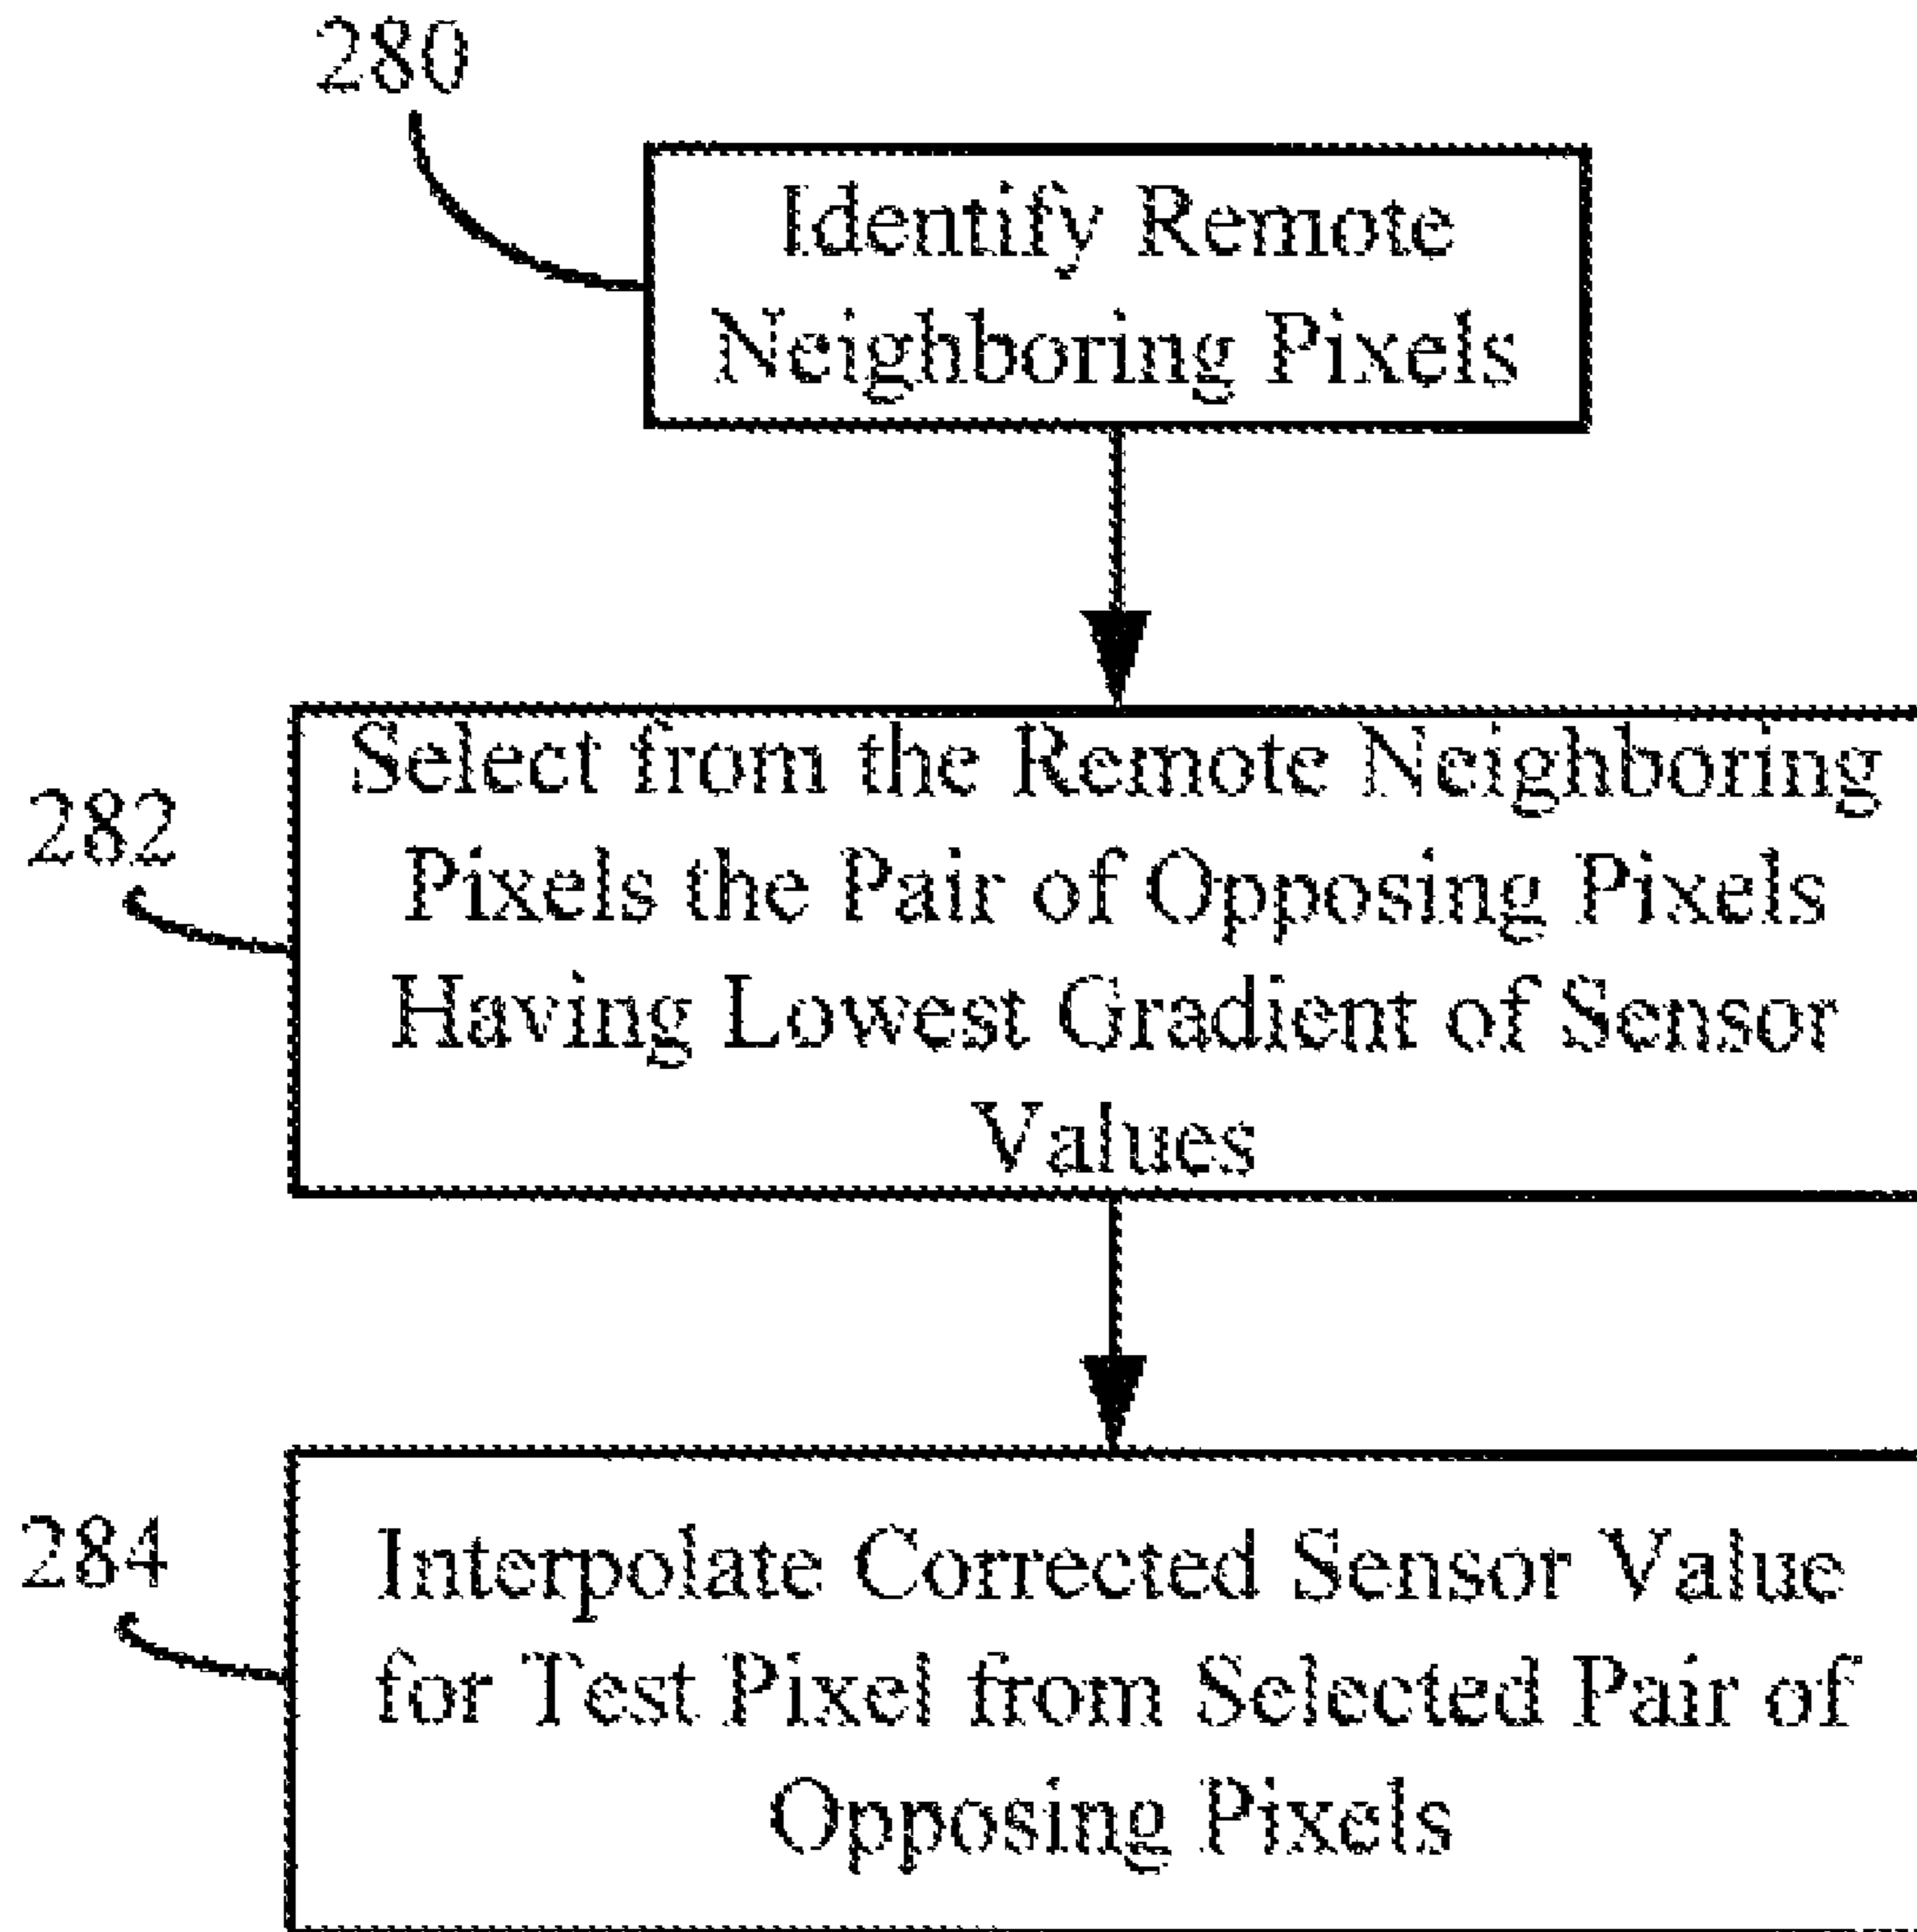 280
Identify Remote
Neighboring Pixels
Select from the Remote Neighboring
282
Pixels the Pair of Opposing Pixels
Having Lowest Gradient of Sensor
Values
284
Interpolate Corrected Sensor Value
for Test Pixel from Selected Pair of
Opposing Pixels